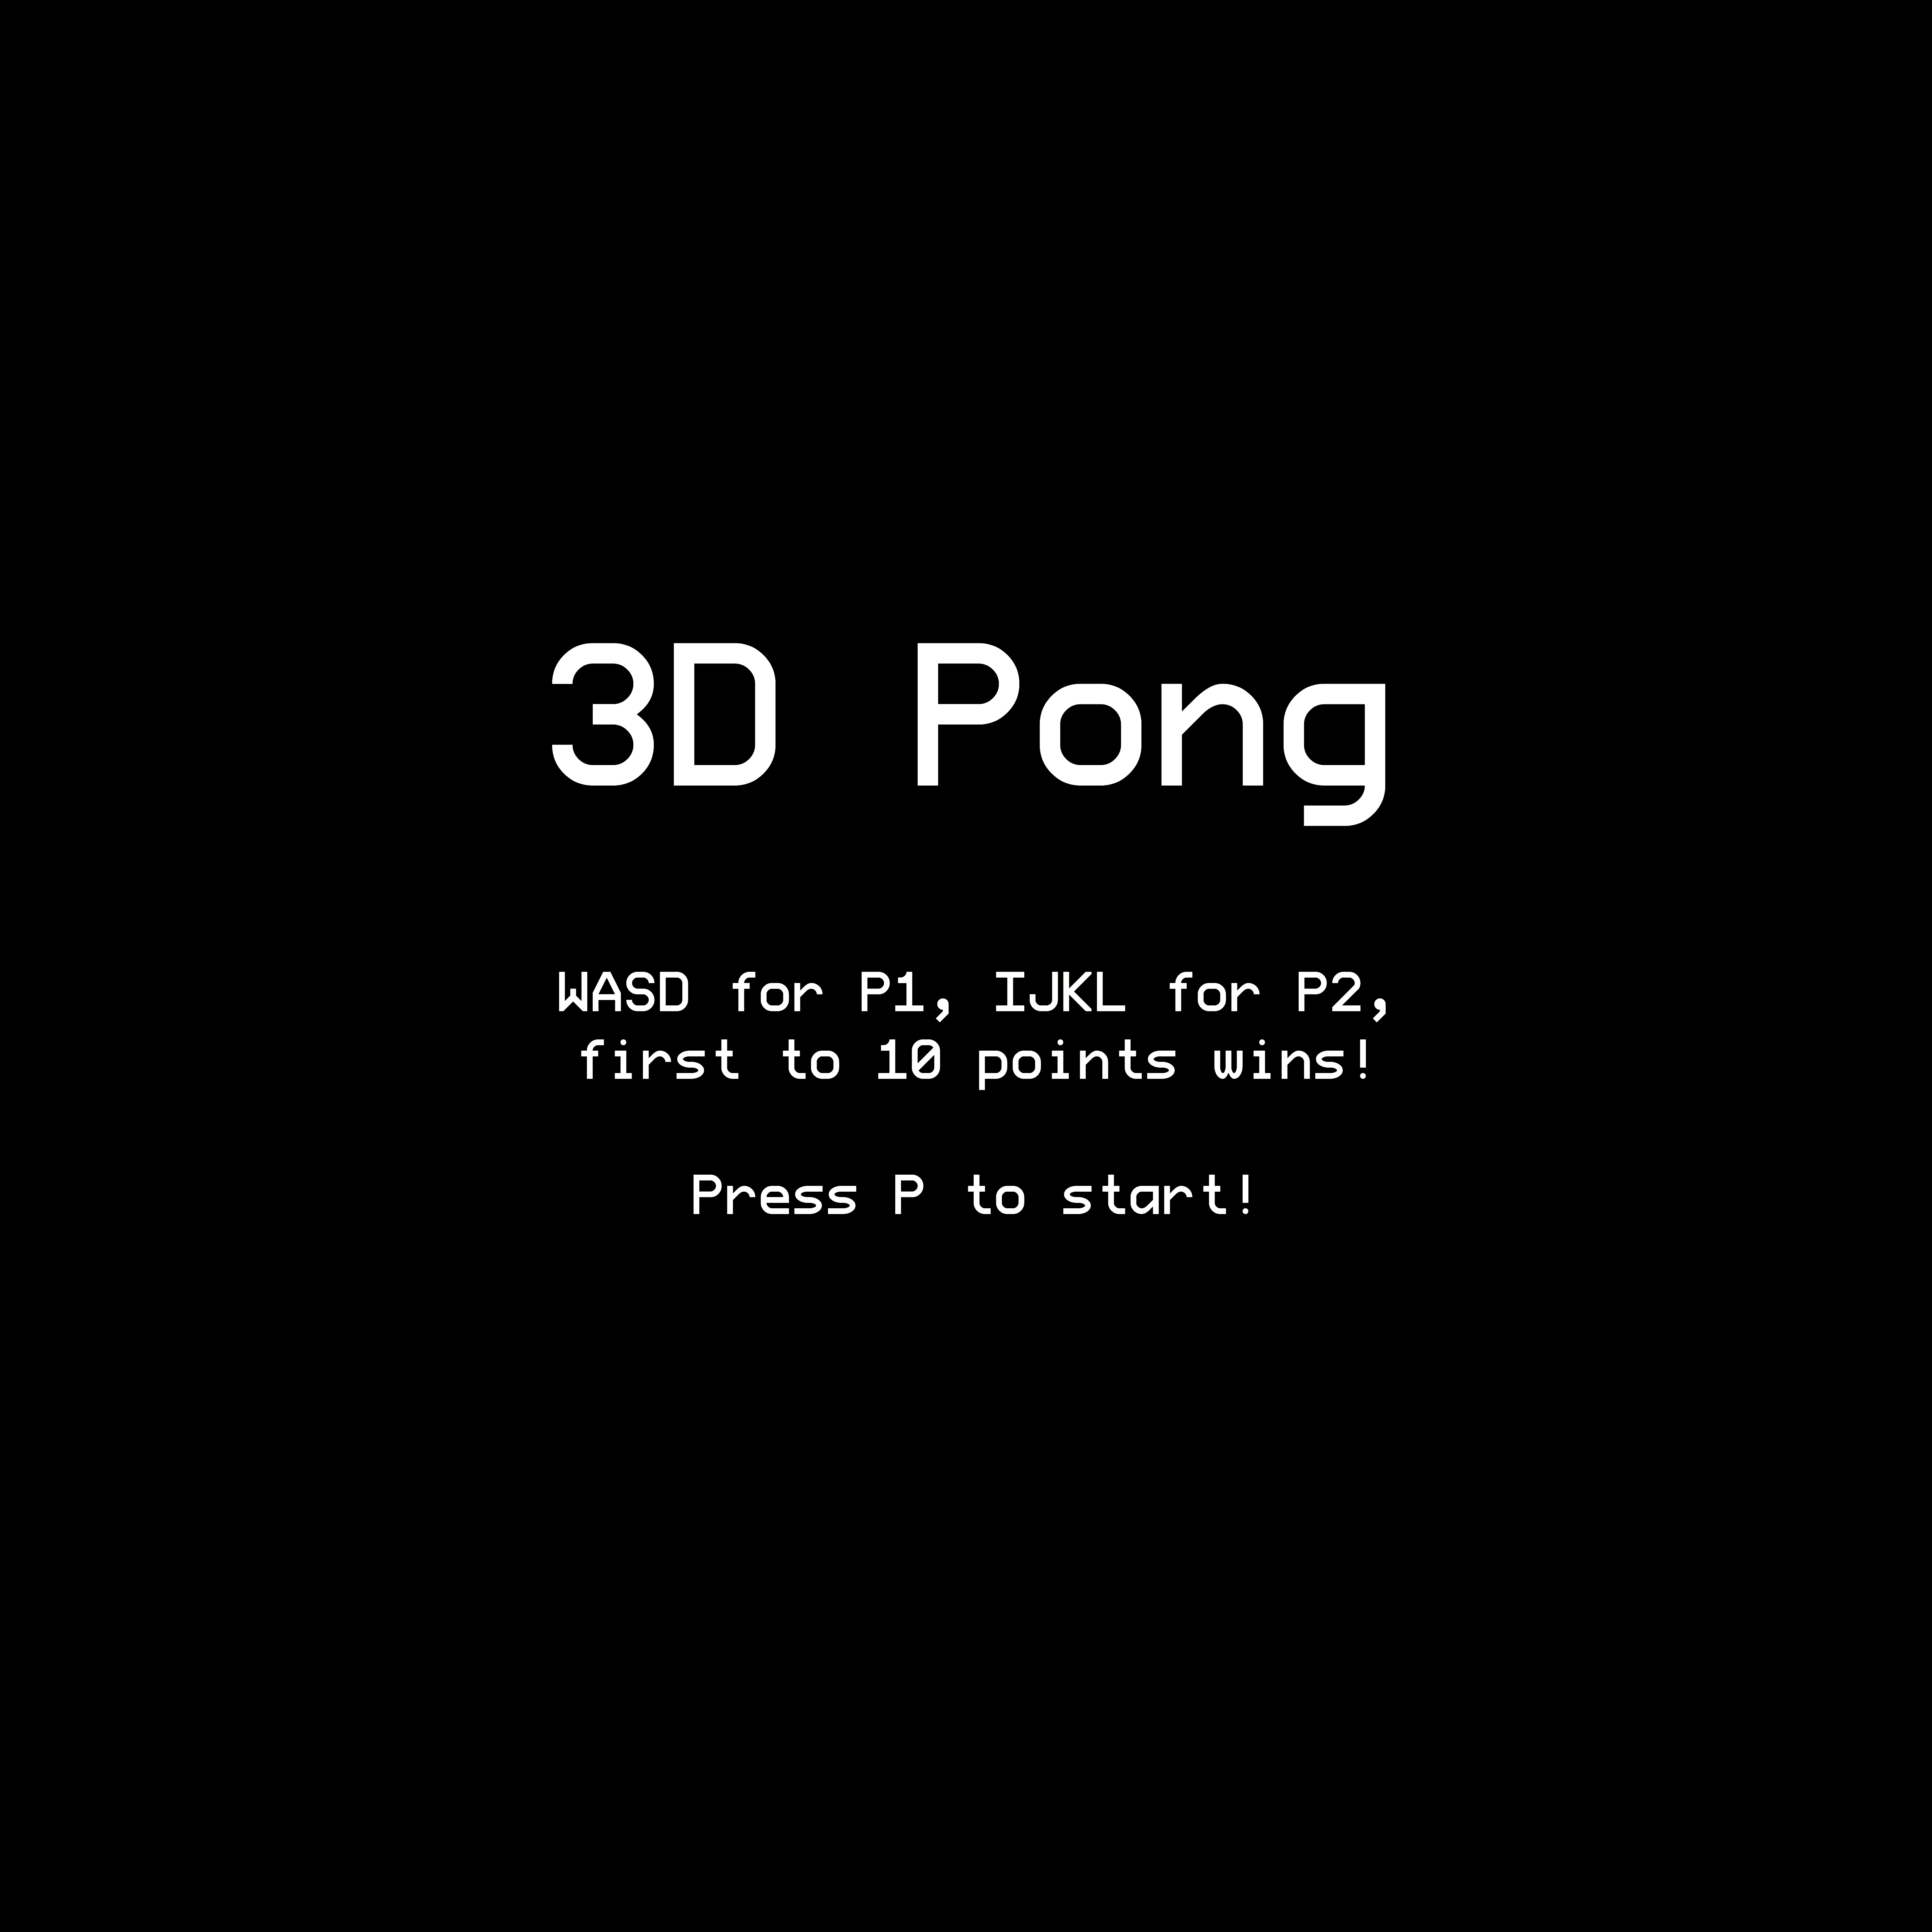 3D Pong
WASD for P1, IJKL for P2,
first to 10 points wins!
Press P to start!